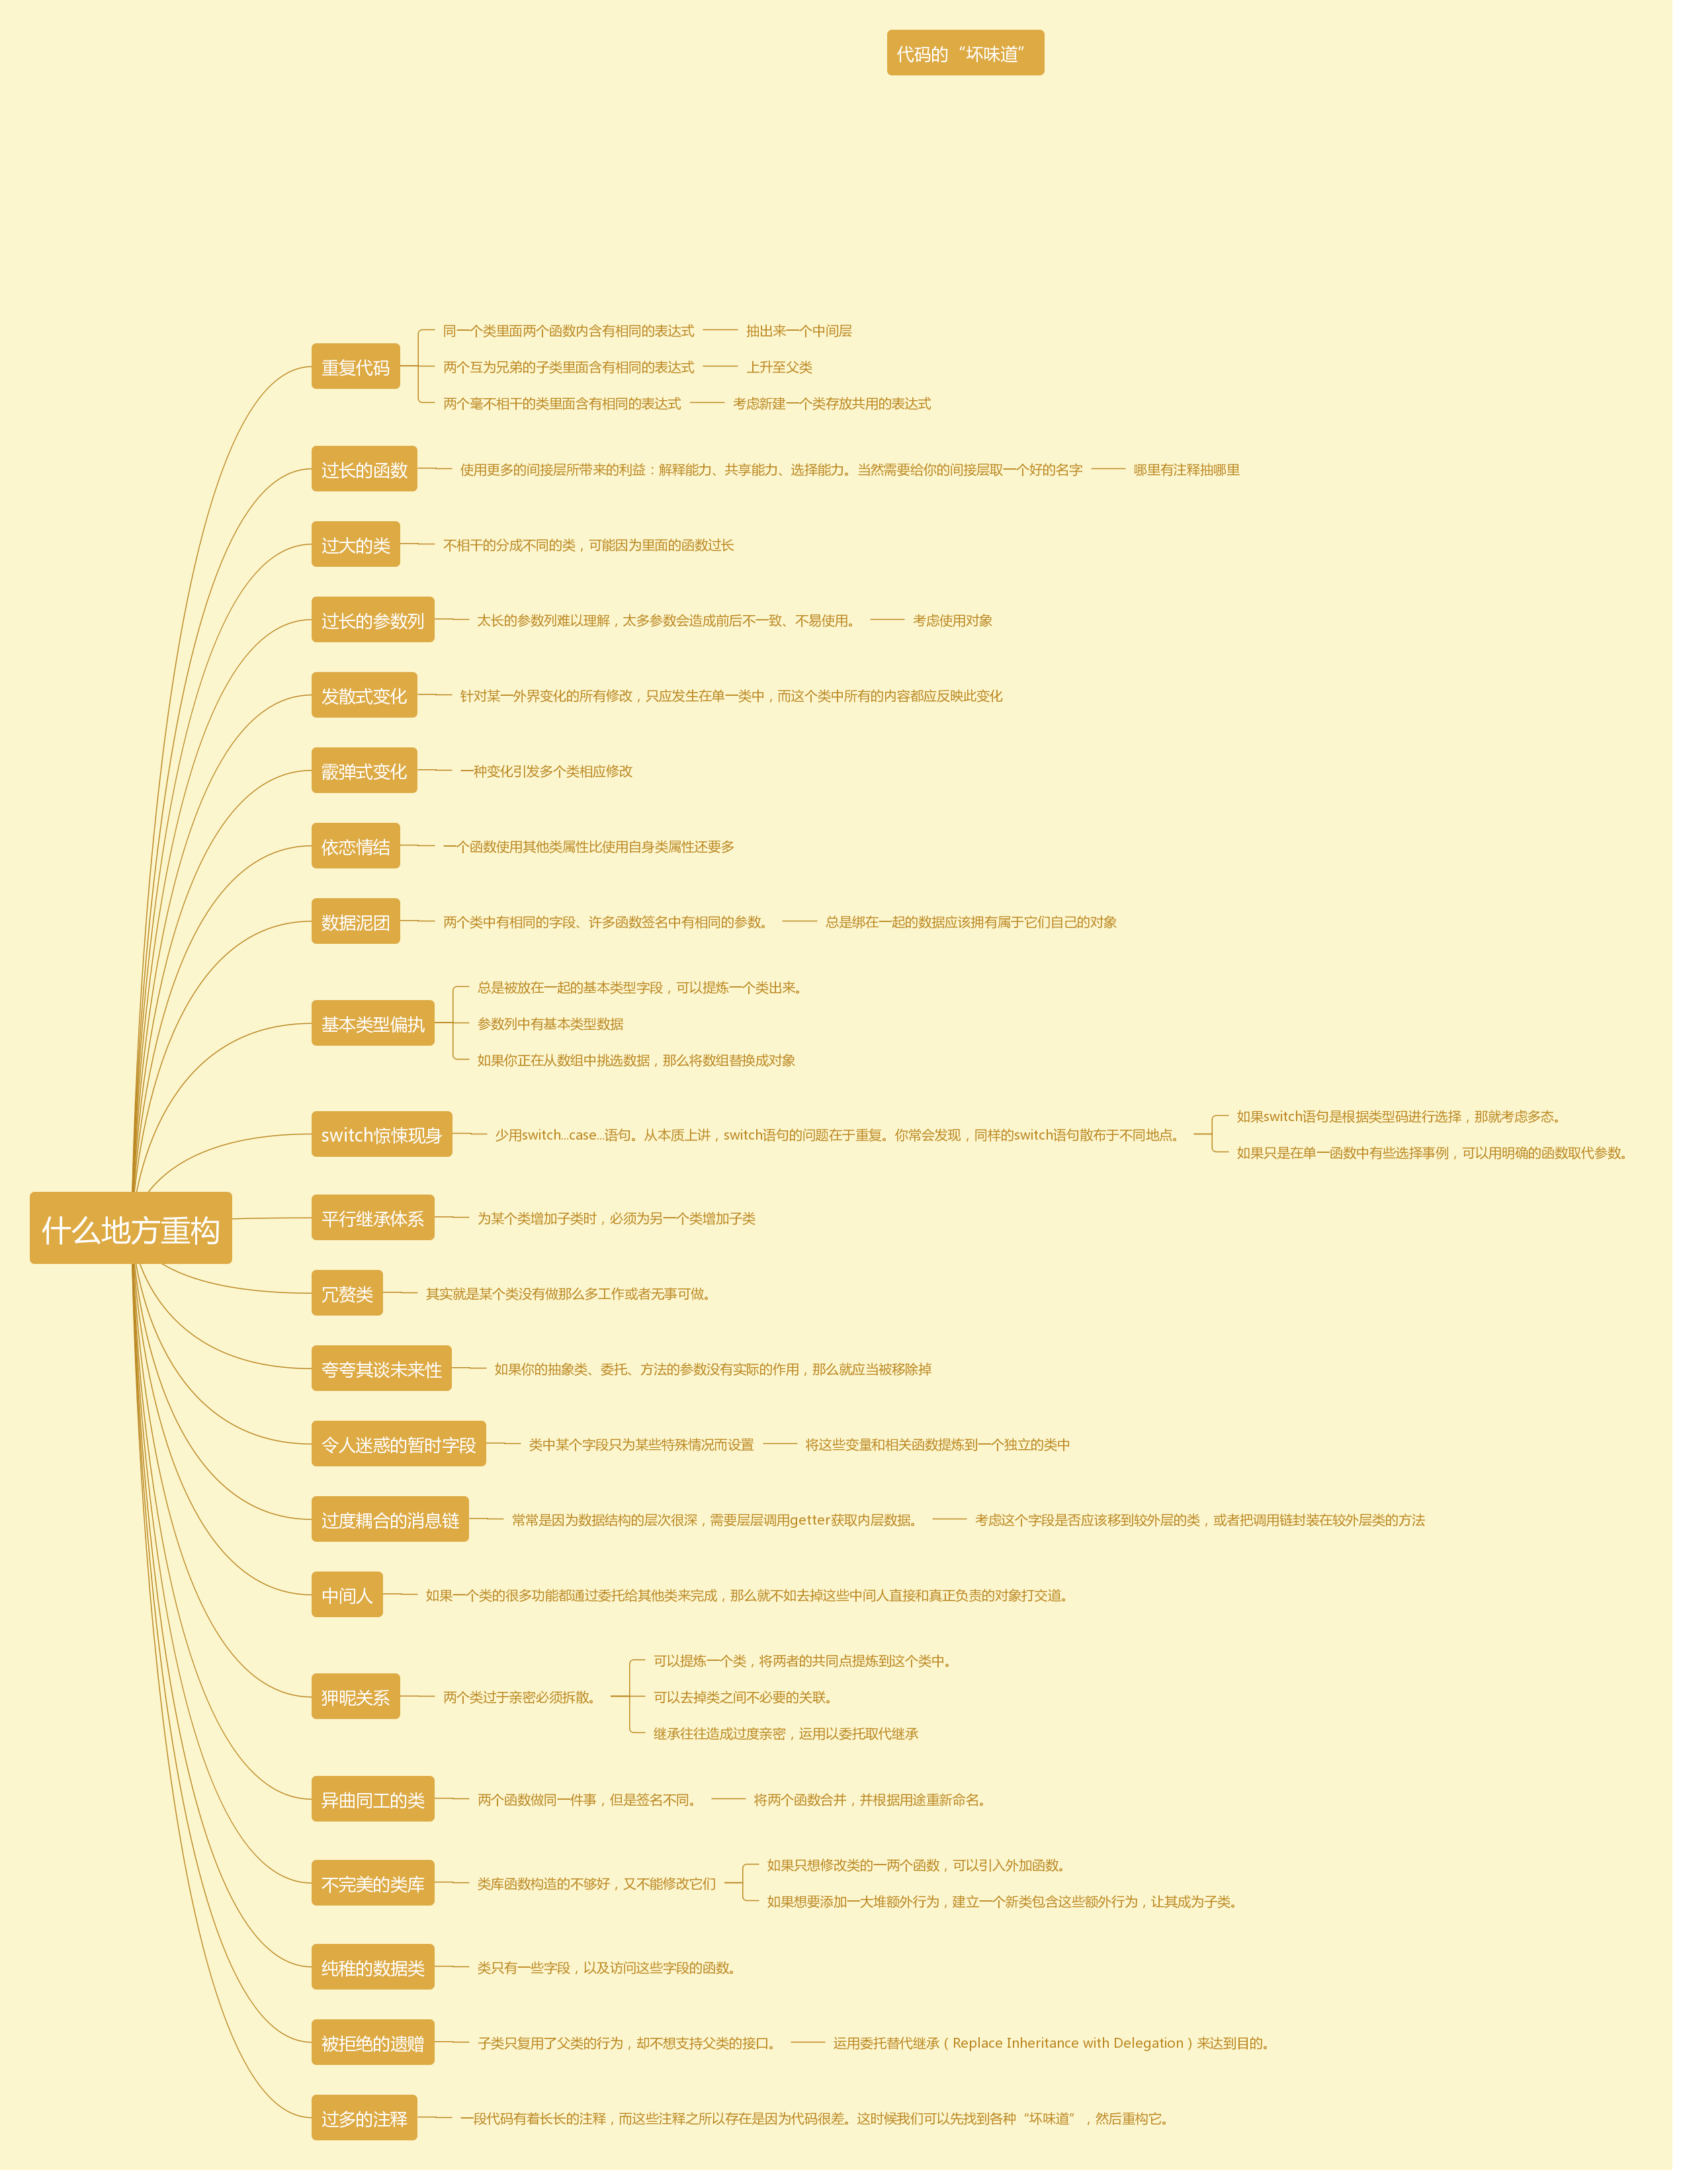 代码的“坏味道”
什么地方重构
重复代码
同一个类里面两个函数内含有相同的表达式
抽出来一个中间层
两个互为兄弟的子类里面含有相同的表达式
上升至父类
两个毫不相干的类里面含有相同的表达式
考虑新建一个类存放共用的表达式
过长的函数
使用更多的间接层所带来的利益：解释能力、共享能力、选择能力。当然需要给你的间接层取一个好的名字
哪里有注释抽哪里
过大的类
不相干的分成不同的类，可能因为里面的函数过长
过长的参数列
太长的参数列难以理解，太多参数会造成前后不一致、不易使用。
考虑使用对象
发散式变化
针对某一外界变化的所有修改，只应发生在单一类中，而这个类中所有的内容都应反映此变化
霰弹式变化
一种变化引发多个类相应修改
依恋情结
一个函数使用其他类属性比使用自身类属性还要多
数据泥团
两个类中有相同的字段、许多函数签名中有相同的参数。
总是绑在一起的数据应该拥有属于它们自己的对象
基本类型偏执
总是被放在一起的基本类型字段，可以提炼一个类出来。
参数列中有基本类型数据
如果你正在从数组中挑选数据，那么将数组替换成对象
switch惊悚现身
少用switch...case...语句。从本质上讲，switch语句的问题在于重复。你常会发现，同样的switch语句散布于不同地点。
如果switch语句是根据类型码进行选择，那就考虑多态。
如果只是在单一函数中有些选择事例，可以用明确的函数取代参数。
平行继承体系
为某个类增加子类时，必须为另一个类增加子类
冗赘类
其实就是某个类没有做那么多工作或者无事可做。
夸夸其谈未来性
如果你的抽象类、委托、方法的参数没有实际的作用，那么就应当被移除掉
令人迷惑的暂时字段
类中某个字段只为某些特殊情况而设置
将这些变量和相关函数提炼到一个独立的类中
过度耦合的消息链
常常是因为数据结构的层次很深，需要层层调用getter获取内层数据。
考虑这个字段是否应该移到较外层的类，或者把调用链封装在较外层类的方法
中间人
如果一个类的很多功能都通过委托给其他类来完成，那么就不如去掉这些中间人直接和真正负责的对象打交道。
狎昵关系
两个类过于亲密必须拆散。
可以提炼一个类，将两者的共同点提炼到这个类中。
可以去掉类之间不必要的关联。
继承往往造成过度亲密，运用以委托取代继承
异曲同工的类
两个函数做同一件事，但是签名不同。
将两个函数合并，并根据用途重新命名。
不完美的类库
类库函数构造的不够好，又不能修改它们
如果只想修改类的一两个函数，可以引入外加函数。
如果想要添加一大堆额外行为，建立一个新类包含这些额外行为，让其成为子类。
纯稚的数据类
类只有一些字段，以及访问这些字段的函数。
被拒绝的遗赠
子类只复用了父类的行为，却不想支持父类的接口。
运用委托替代继承（Replace Inheritance with Delegation）来达到目的。
过多的注释
一段代码有着长长的注释，而这些注释之所以存在是因为代码很差。这时候我们可以先找到各种“坏味道”，然后重构它。